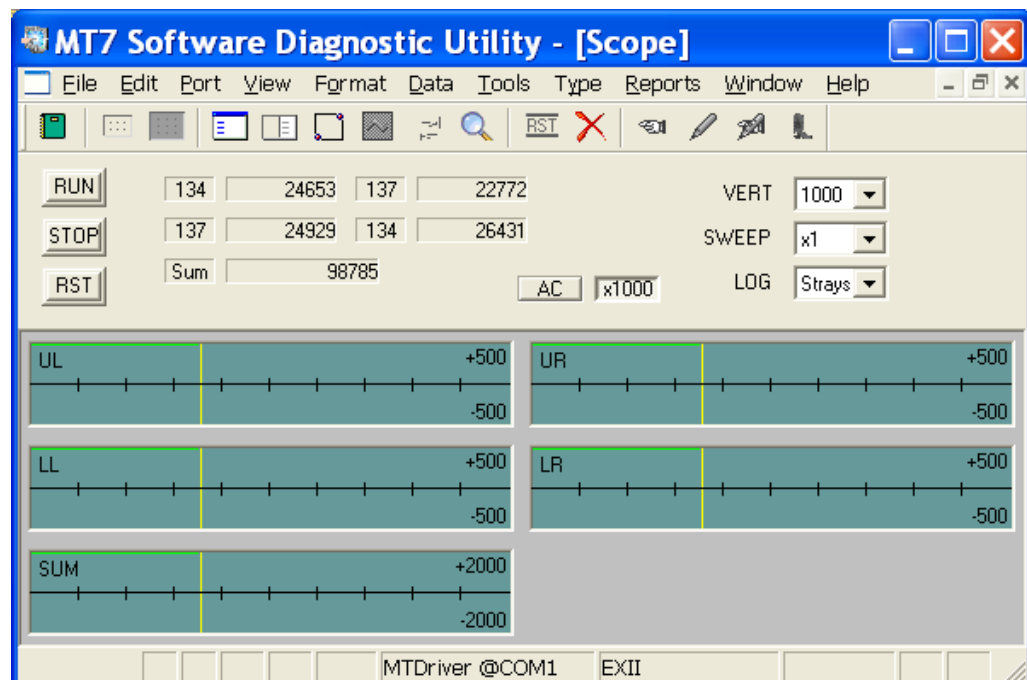 MT7 Software Diagnostic Utility - [Scope]
File Edit Port View Format Data Tools Type Reports Window Help
RST
RUN 134 24653 137 22772 VERT 1000
STOP 137 24929 134 26431 SWEEP x1
RST Sum 98785 AC x1000 LOG Strays
UL +500 UR +500
-500 -500
LL +500 LR +500
-500 -500
SUM +2000
-2000
MTDriver @COM1 EXII